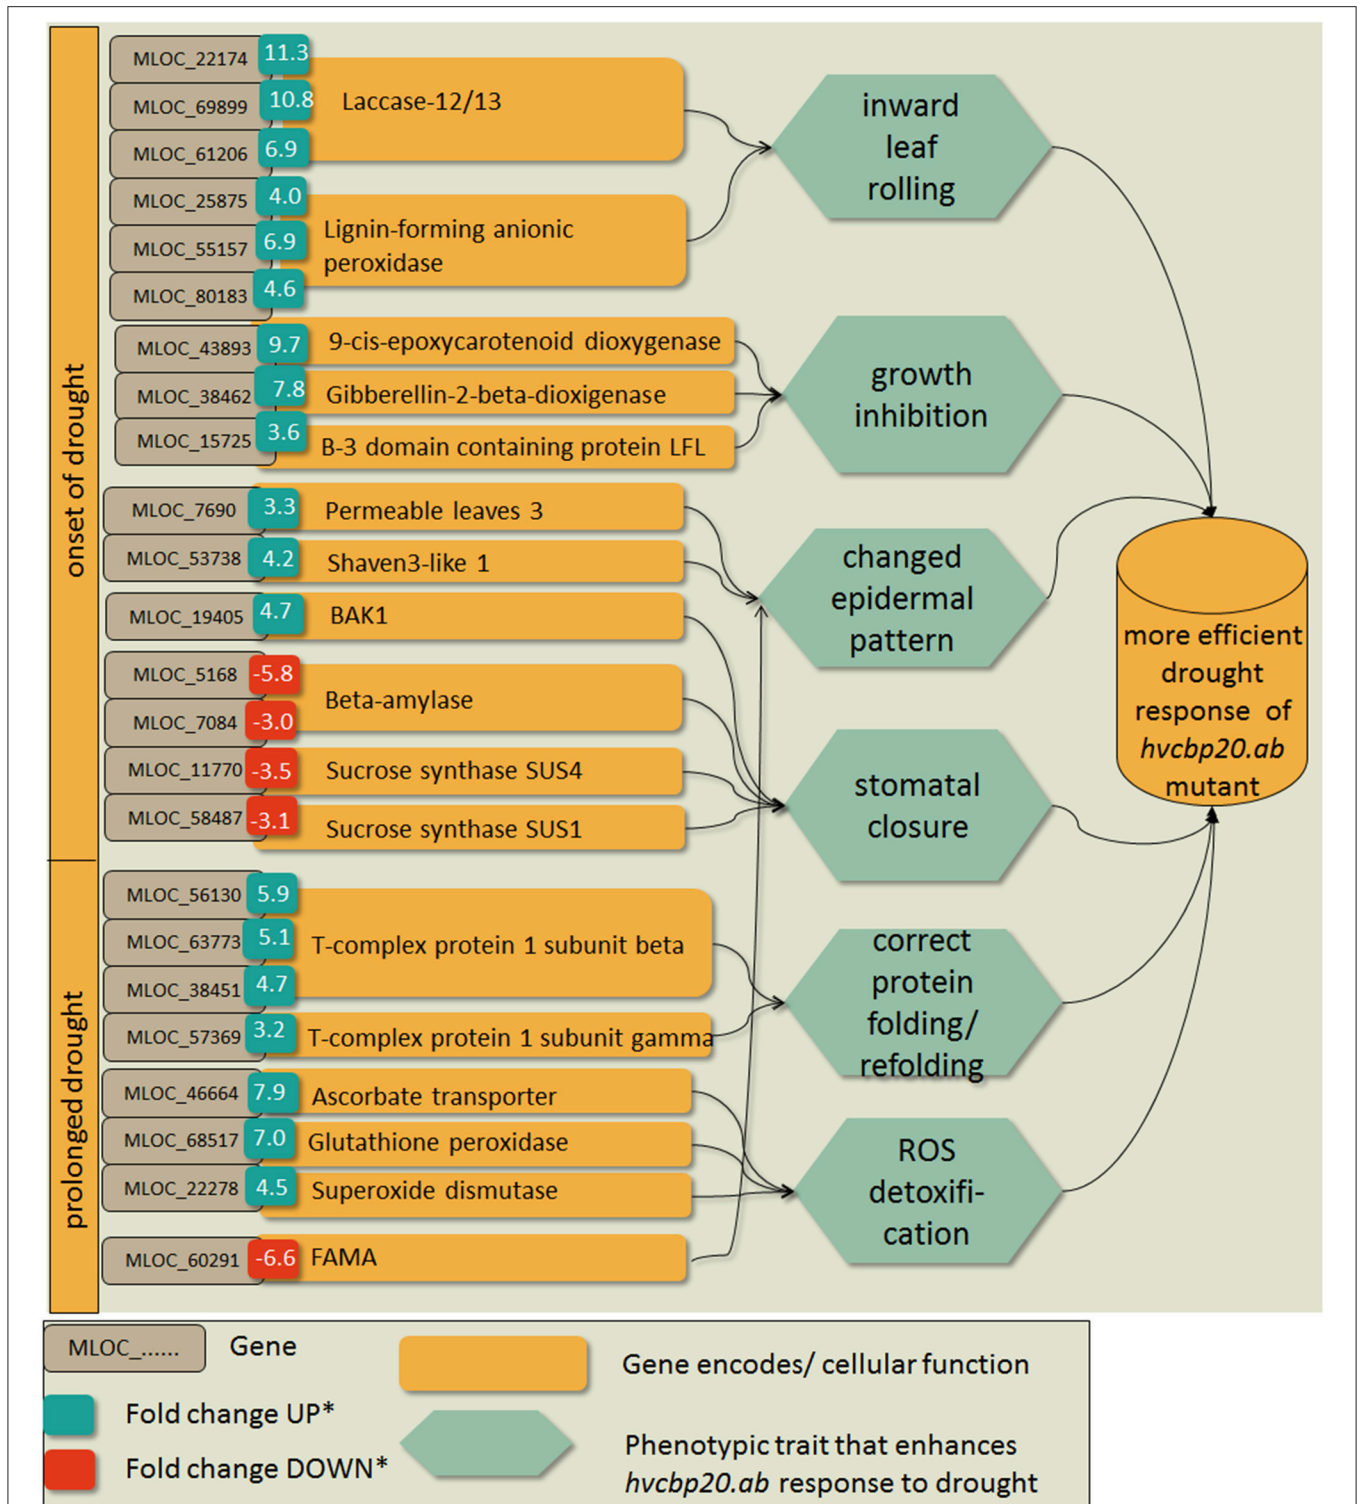 onset of drought
MLOC_22174 11.3
MLOC_69899 10.8
MLOC_61206 6.9
Laccase-12/13
MLOC_25875 4.0
MLOC_55157 6.9
MLOC_80183 4.6
Lignin-forming anionic
peroxidase
inward
leaf
rolling
MLOC_43893 9.7 9-cis-epoxycarotenoid dioxygenase
MLOC_38462 7.8 Gibberellin-2-beta-dioxigenase
MLOC_15725 3.6 B-3 domain containing protein LFL
growth
inhibition
MLOC_7690 3.3 Permeable leaves 3
MLOC_53738 4.2 Shaven3-like 1
changed
epidermal
pattern
MLOC_19405 4.7 BAK1
MLOC_5168 -5.8
MLOC_7084 -3.0
Beta-amylase
MLOC_11770 -3.5 Sucrose synthase SUS4
MLOC_58487 -3.1 Sucrose synthase SUS1
stomatal
closure
more efficient
drought
response of
hvcbp20.ab
mutant
prolonged drought
MLOC_56130 5.9
MLOC_63773 5.1
MLOC_38451 4.7
T-complex protein 1 subunit beta
MLOC_57369 3.2 T-complex protein 1 subunit gamma
correct
protein
folding/
refolding
MLOC_46664 7.9 Ascorbate transporter
MLOC_68517 7.0 Glutathione peroxidase
MLOC_22278 4.5 Superoxide dismutase
ROS
detoxifi-
cation
MLOC_60291 -6.6 FAMA
MLOC_...... Gene
Fold change UP*
Fold change DOWN*
Gene encodes/ cellular function
Phenotypic trait that enhances
hvcbp20.ab response to drought